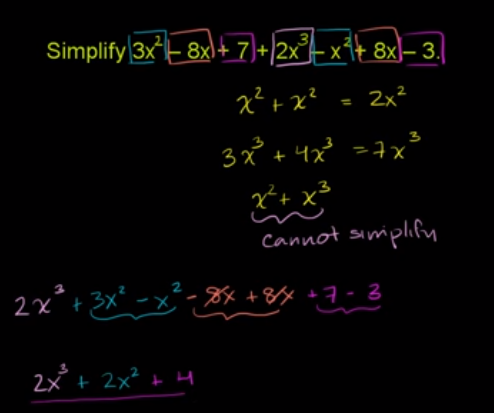 Simplify 3x² - 8x + 7 + 2x³ - x² + 8x - 3.
x² + x² = 2x²
3x³ + 4x³ = 7x³
x² + x³
cannot simplify
2x³ + 3x² - x² - 8x + 8x + 7 - 3
2x³ + 2x² + 4